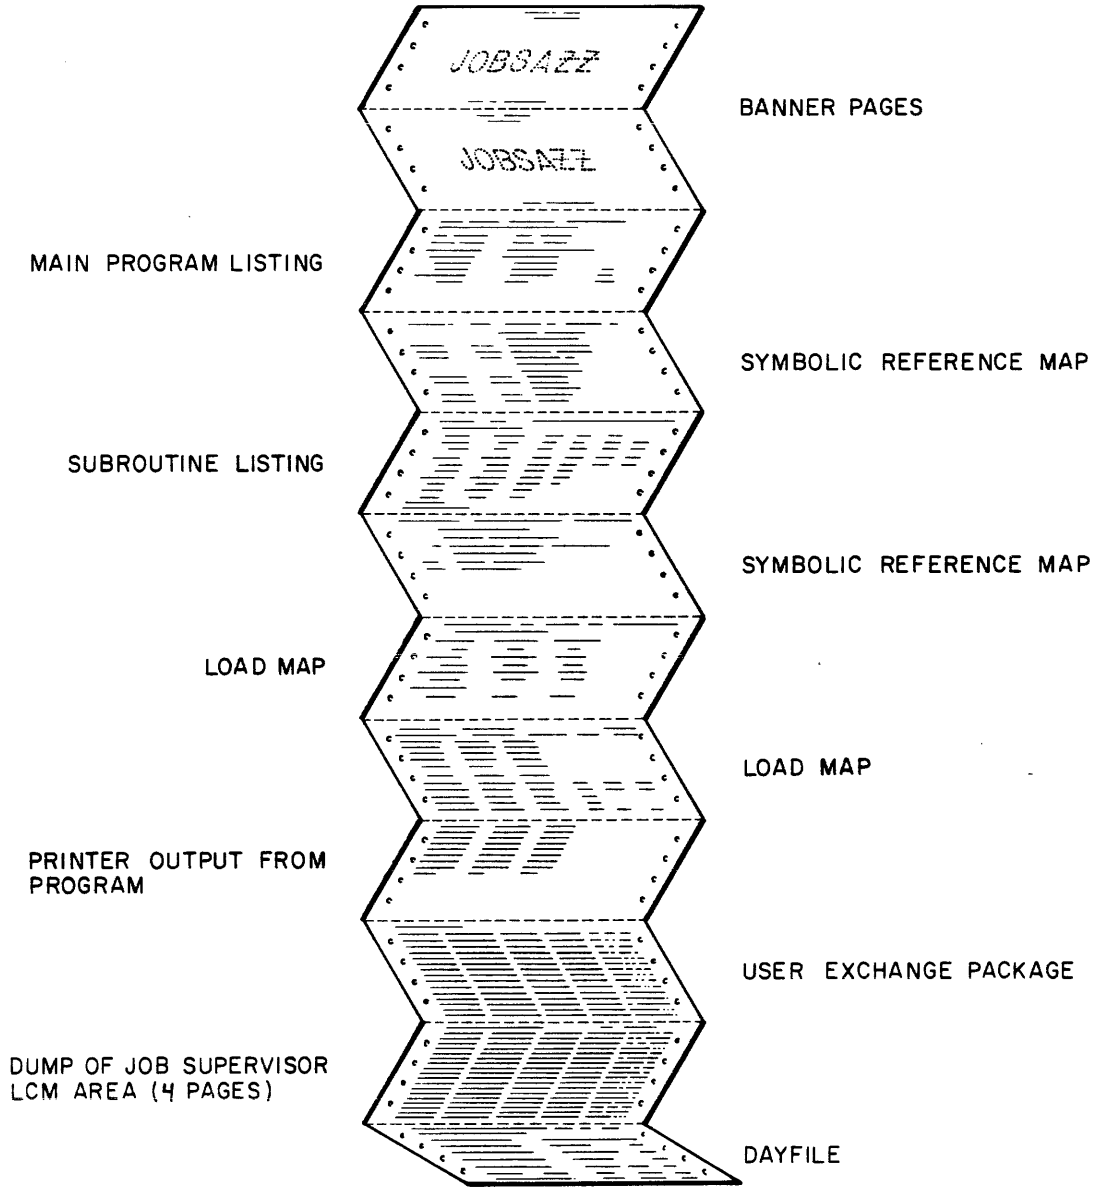 JOBSAZZ
BANNER PAGES
JOBSAZZ
MAIN PROGRAM LISTING
SYMBOLIC REFERENCE MAP
SUBROUTINE LISTING
SYMBOLIC REFERENCE MAP
LOAD MAP
LOAD MAP
PRINTER OUTPUT FROM
PROGRAM
USER EXCHANGE PACKAGE
DUMP OF JOB SUPERVISOR
LCM AREA (4 PAGES)
DAYFILE